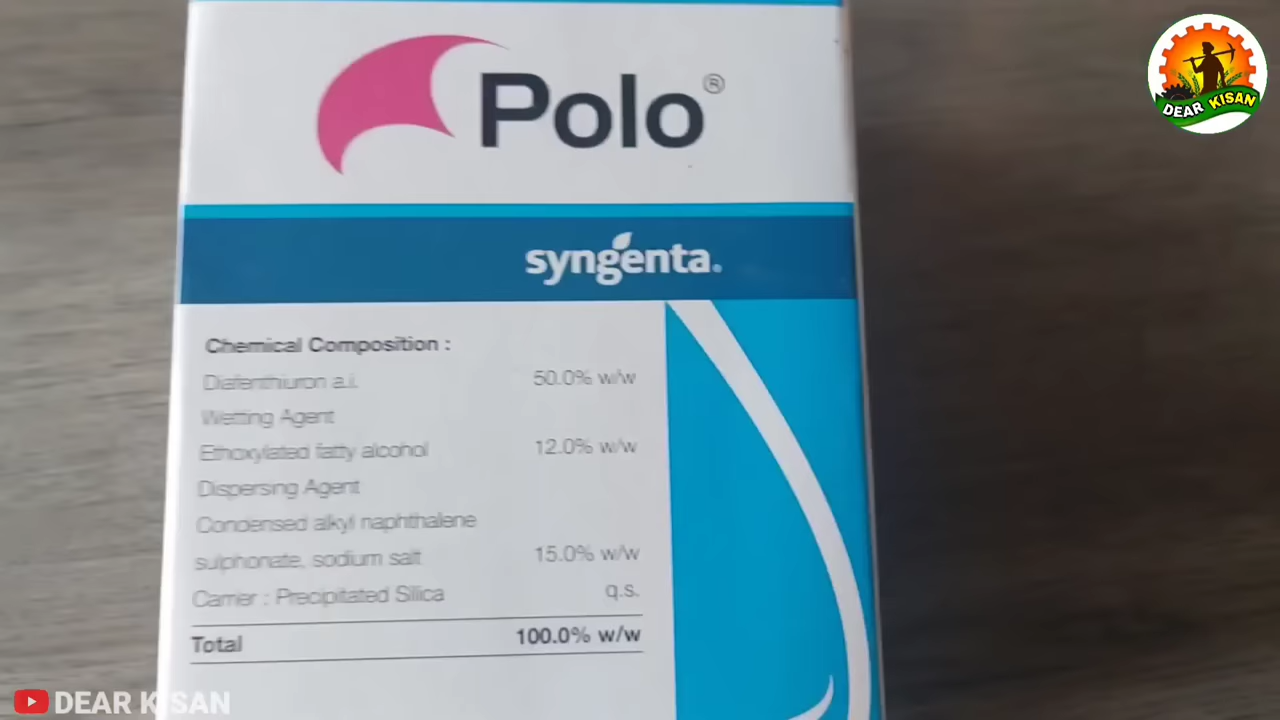 Polo®
syngenta.
Chemical Composition :
Diafenthiuron a.i. 50.0% w/w
Wetting Agent
Ethoxylated fatty alcohol 12.0% w/w
Dispersing Agent
Condensed alkyl naphthalene
sulphonate, sodium salt 15.0% w/w
Carrier : Precipitated Silica q.s.
Total 100.0% w/w
DEAR KISAN
DEAR KISAN